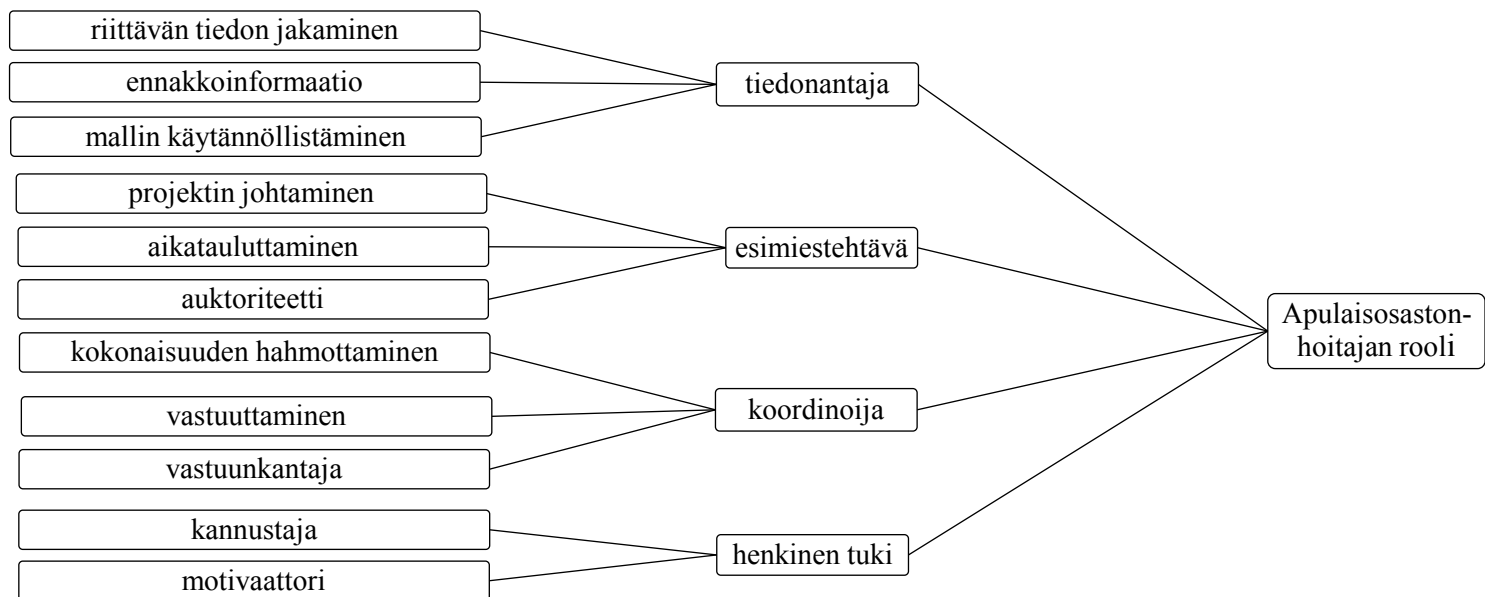 riittävän tiedon jakaminen
ennakkoinformaatio
mallin käytännöllistäminen
projektin johtaminen
aikatauluttaminen
auktoriteetti
kokonaisuuden hahmottaminen
vastuuttaminen
vastuunkantaja
kannustaja
motivaattori
tiedonantaja
esimiestehtävä
koordinoija
henkinen tuki
Apulaisosaston-
hoitajan rooli